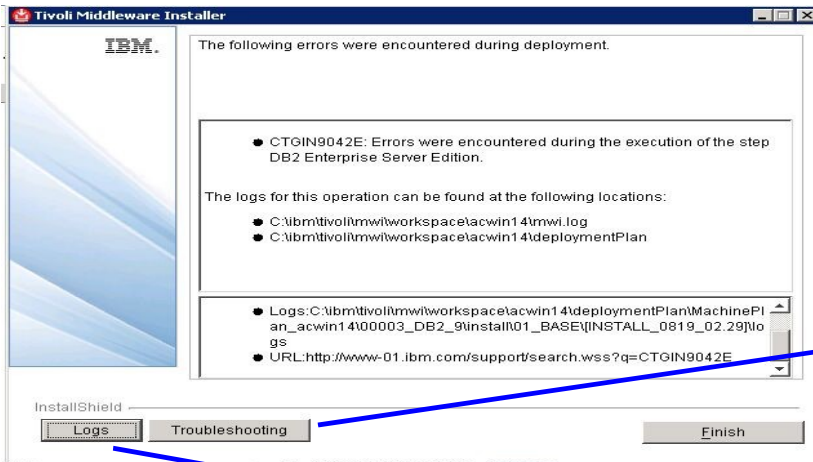 Tivoli Middleware Installer
IBM.
The following errors were encountered during deployment.
CTGIN9042E: Errors were encountered during the execution of the step
DB2 Enterprise Server Edition.
The logs for this operation can be found at the following locations:
C:\ibm\tivoli\mwi\workspace\acwin14\mwi.log
C:\ibm\tivoli\mwi\workspace\acwin14\deploymentPlan
Logs:C:\ibm\tivoli\mwi\workspace\acwin14\deploymentPlan\MachinePl
an_acwin14\00003_DB2_9\install\01_BASE\[INSTALL_0819_02.29]\lo
gs
URL:http://www-01.ibm.com/support/search.wss?q=CTGIN9042E
InstallShield
Logs
Troubleshooting
Finish